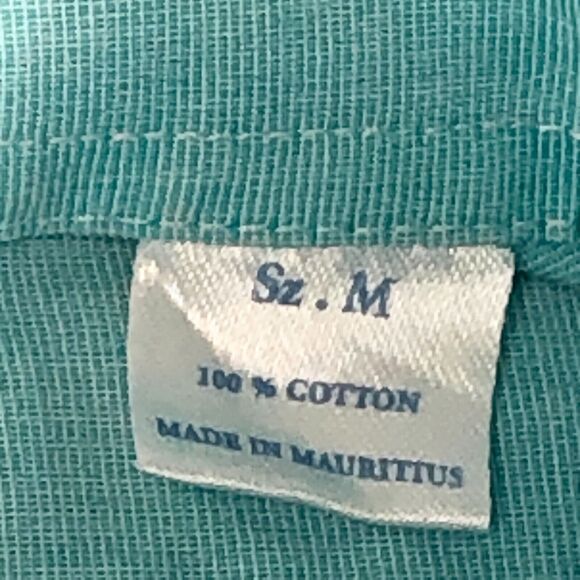 Sz . M
100 % COTTON
MADE IN MAURITIUS